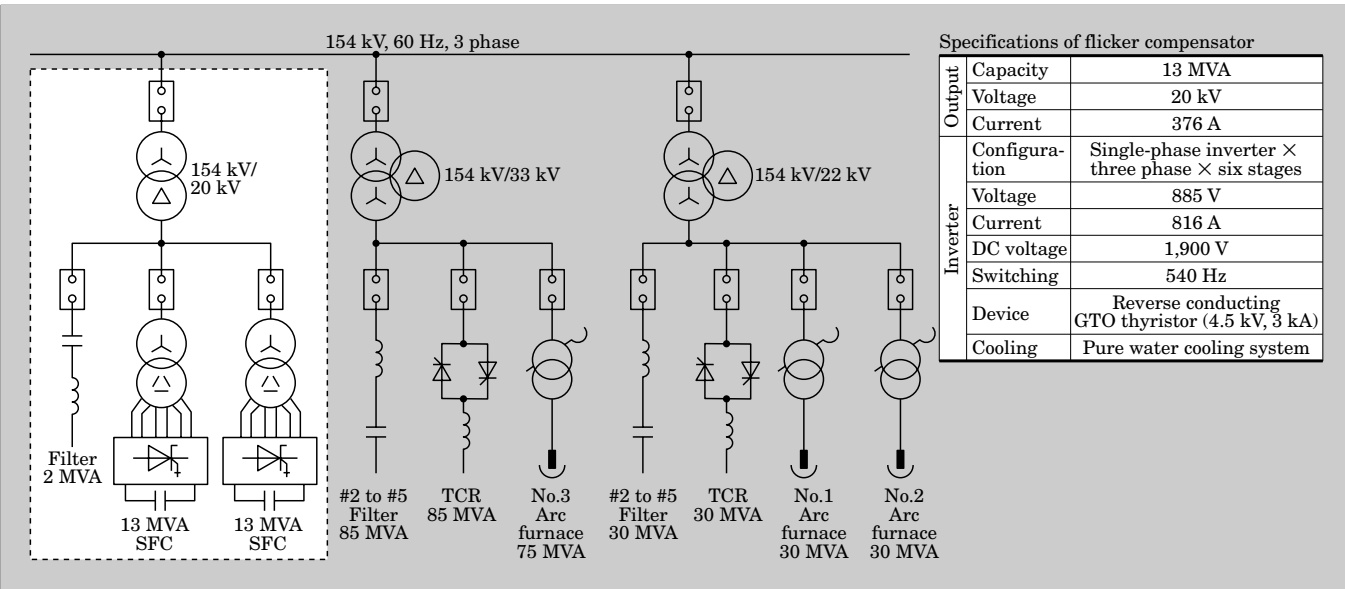 154 kV, 60 Hz, 3 phase
154 kV/
20 kV
154 kV/33 kV
154 kV/22 kV
Filter
2 MVA
13 MVA
SFC
13 MVA
SFC
#2 to #5
Filter
85 MVA
TCR
85 MVA
No.3
Arc
furnace
75 MVA
#2 to #5
Filter
30 MVA
TCR
30 MVA
No.1
Arc
furnace
30 MVA
No.2
Arc
furnace
30 MVA
Specifications of flicker compensator
Output
Capacity 13 MVA
Voltage 20 kV
Current 376 A
Inverter
Configura-
tion
Single-phase inverter ×
three phase × six stages
Voltage 885 V
Current 816 A
DC voltage 1,900 V
Switching 540 Hz
Device
Reverse conducting
GTO thyristor (4.5 kV, 3 kA)
Cooling Pure water cooling system